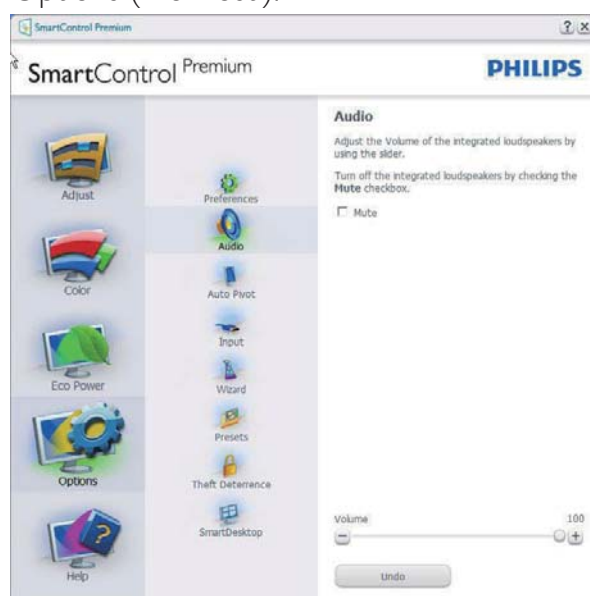 SmartControl Premium
SmartControl Premium
PHILIPS
Adjust
Color
Eco Power
Options
Help
Preferences
Audio
Auto Pivot
Input
Wizard
Presets
Theft Deterrence
SmartDesktop
Audio
Adjust the Volume of the integrated loudspeakers by
using the slider.
Turn off the integrated loudspeakers by checking the
Mute checkbox.
Mute
Volume 100
Undo